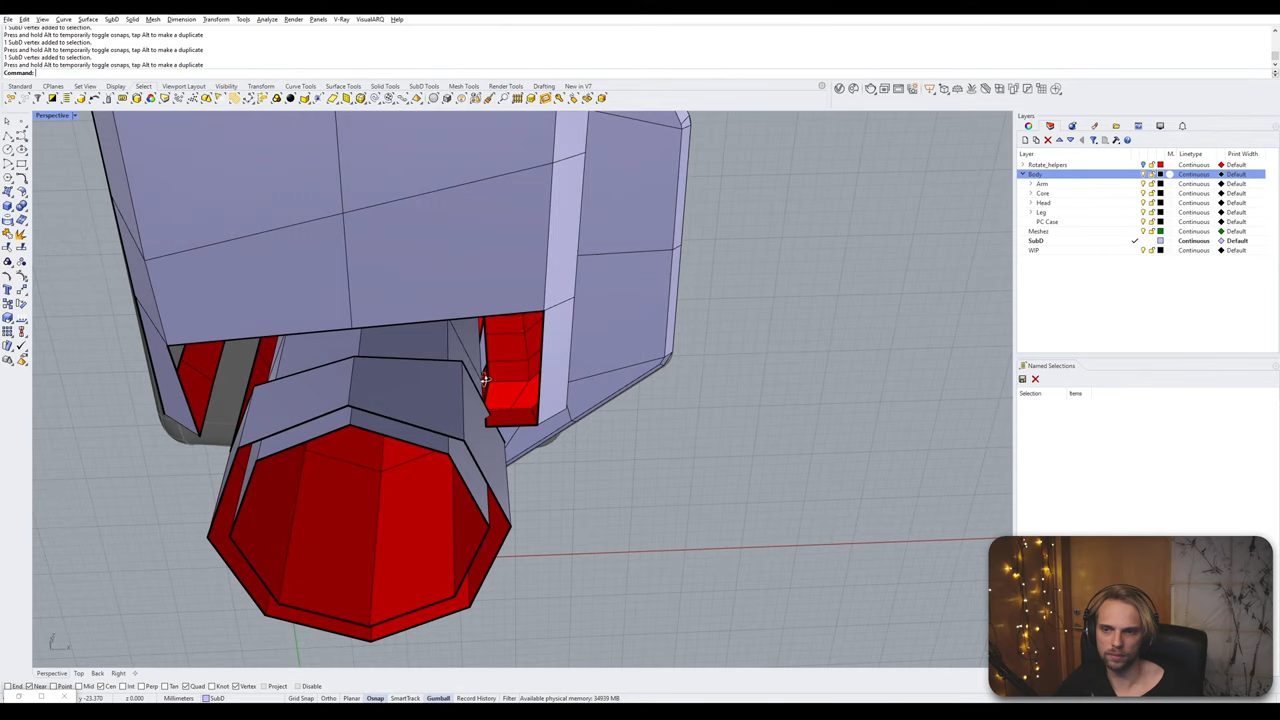 File Edit View Curve Surface SubD Solid Mesh Dimension Transform Tools Analyze Render Panels V-Ray VisualARQ Help
1 SubD vertex added to selection.
Press and hold Alt to temporarily toggle osnaps, tap Alt to make a duplicate
1 SubD vertex added to selection.
Press and hold Alt to temporarily toggle osnaps, tap Alt to make a duplicate
1 SubD vertex added to selection.
Press and hold Alt to temporarily toggle osnaps, tap Alt to make a duplicate
Command:
Standard CPlanes Set View Display Select Viewport Layout Visibility Transform Curve Tools Surface Tools Solid Tools SubD Tools Mesh Tools Render Tools Drafting New in V7
Perspective
Layers
Layer M. Linetype Print Width
Rotate_helpers Continuous Default
Body Continuous Default
Arm Continuous Default
Core Continuous Default
Head Continuous Default
Leg Continuous Default
PC Case Continuous Default
Meshez Continuous Default
SubD Continuous Default
WIP Continuous Default
Named Selections
Selection Items
Perspective Top Back Right
End Near Point Mid Cen Int Perp Tan Quad Knot Vertex Project Disable
y -23.370 z 0.000 Millimeters SubD Grid Snap Ortho Planar Osnap SmartTrack Gumball Record History Filter Available physical memory: 34939 MB